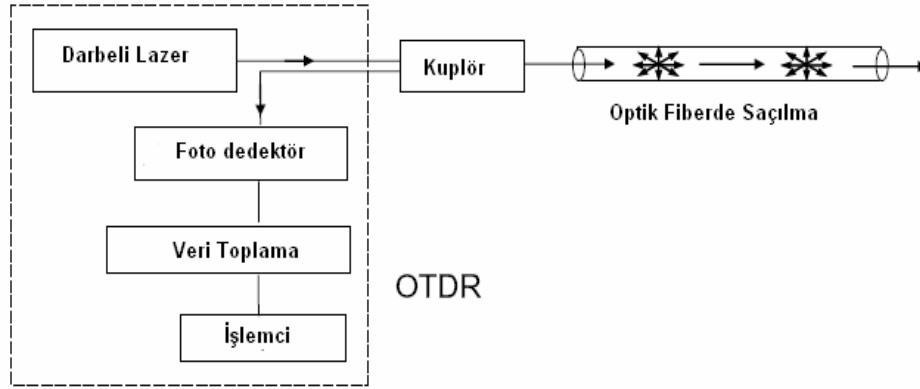 Darbeli Lazer
Kuplör
Optik Fiberde Saçılma
Foto dedektör
Veri Toplama
OTDR
İşlemci